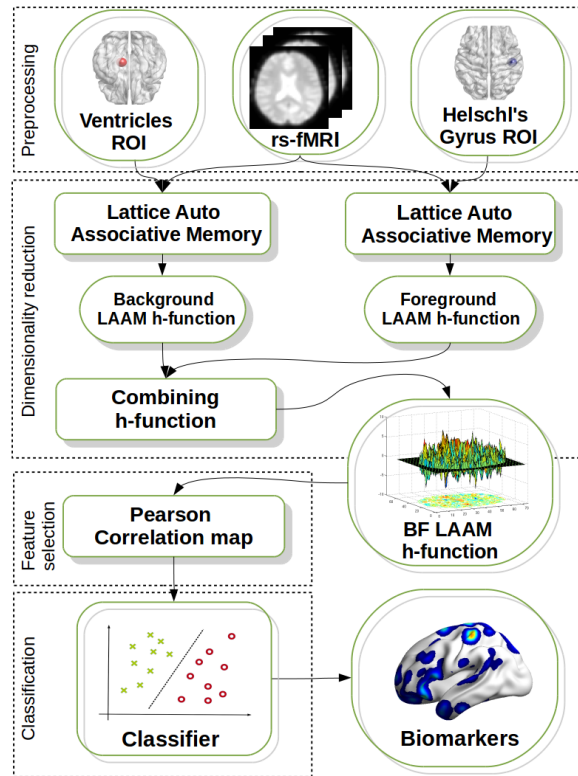 Preprocessing
Ventricles
ROI
rs-fMRI
Helschl's
Gyrus ROI
Dimensionality reduction
Lattice Auto
Associative Memory
Lattice Auto
Associative Memory
Background
LAAM h-function
Foreground
LAAM h-function
Combining
h-function
BF LAAM
h-function
Feature
selection
Pearson
Correlation map
Classification
Classifier
Biomarkers